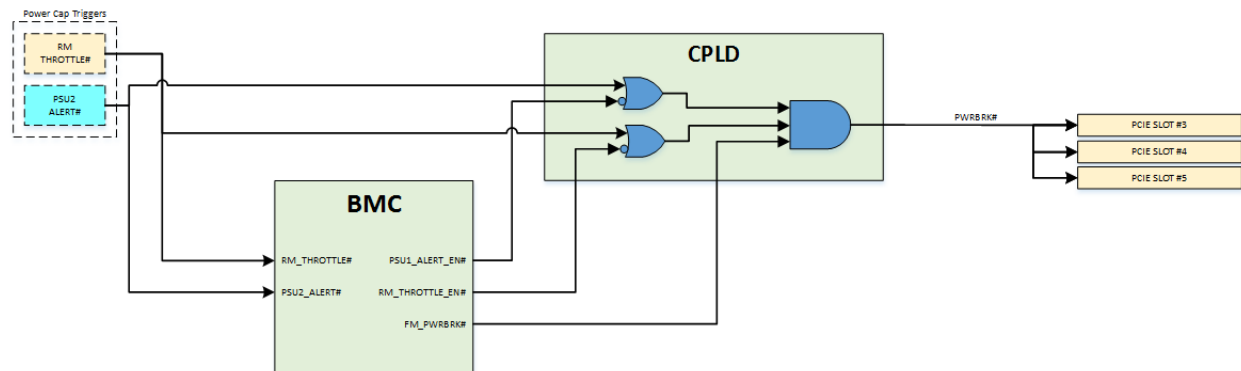 Power Cap Triggers
RM
THROTTLE#
PSU2
ALERT#
CPLD
PWRBRK#
PCIE SLOT #3
PCIE SLOT #4
PCIE SLOT #5
BMC
RM_THROTTLE#
PSU1_ALERT_EN#
PSU2_ALERT#
RM_THROTTLE_EN#
FM_PWRBRK#